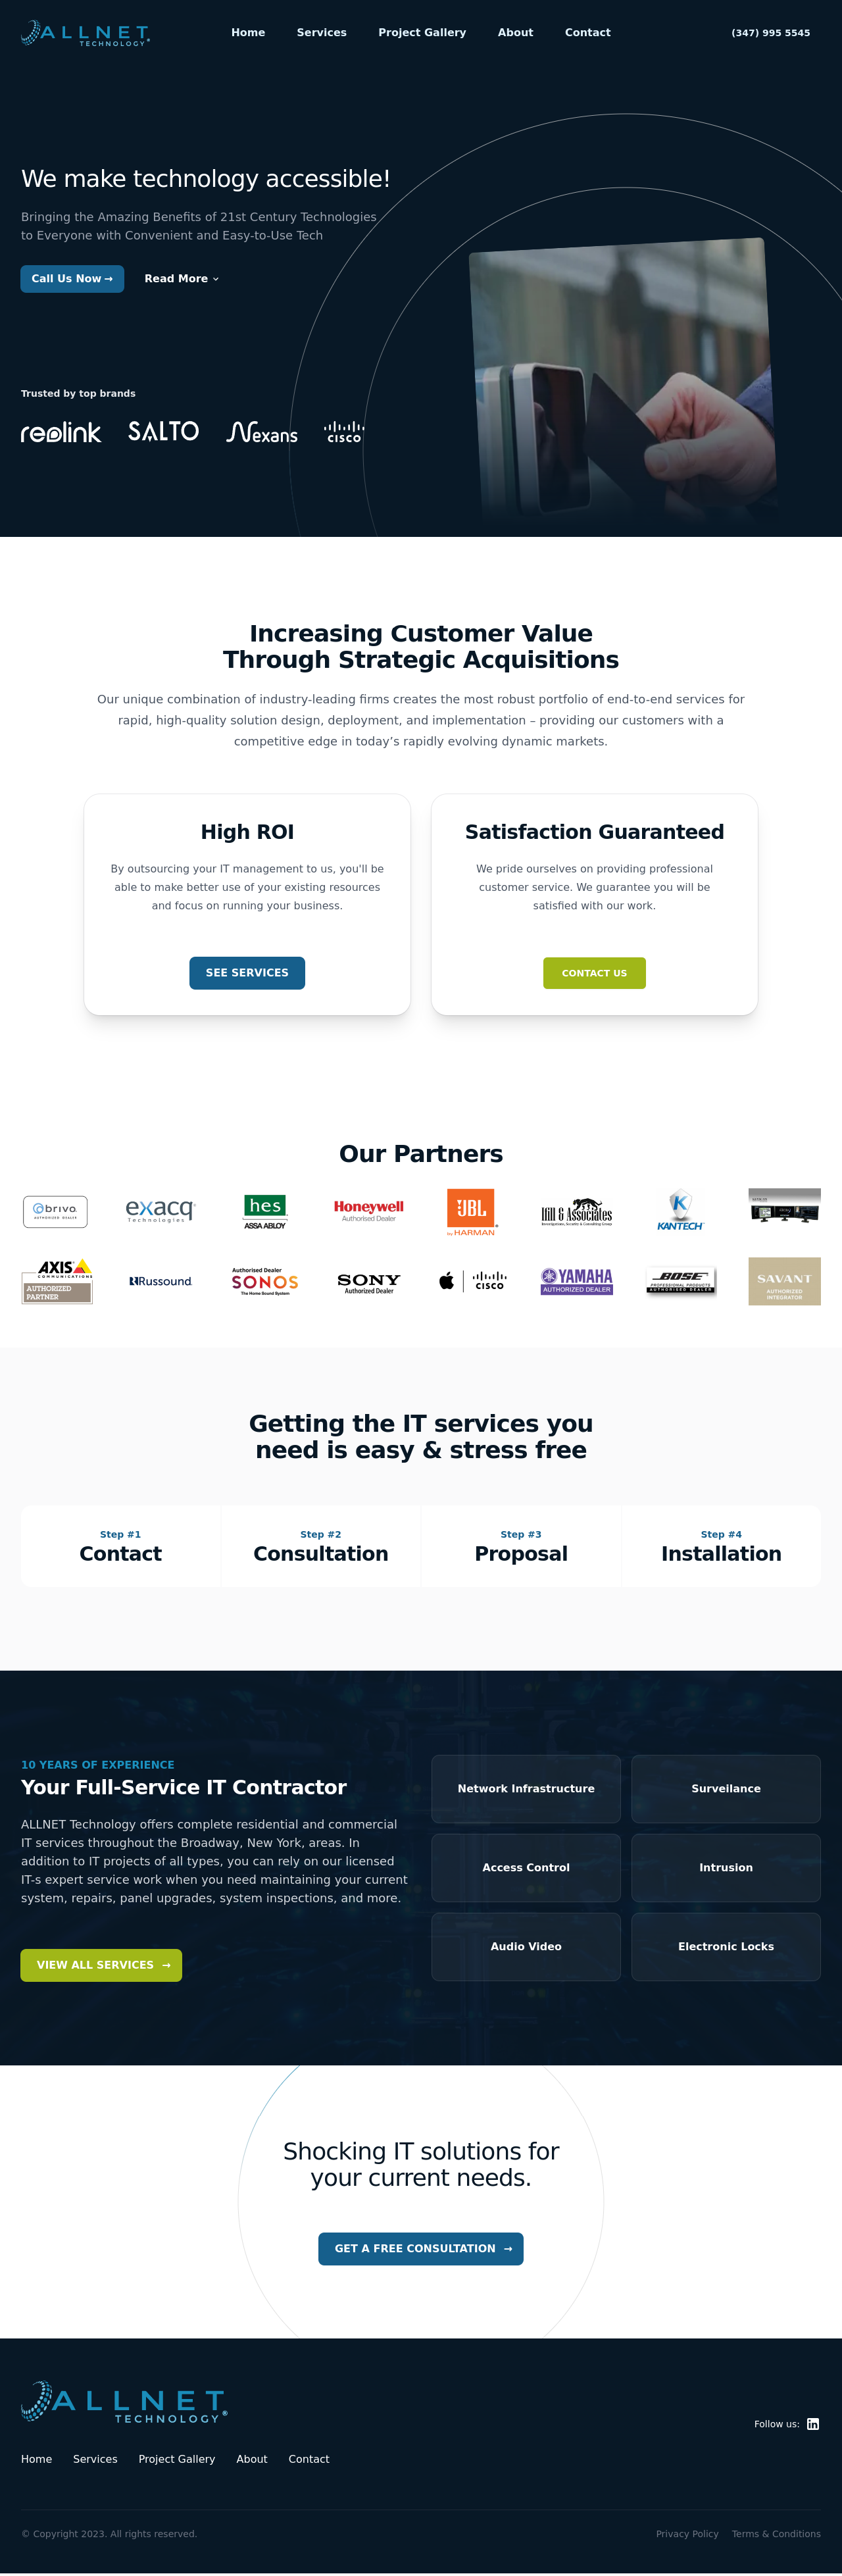 ALLNET
TECHNOLOGY
Home
Services
Project Gallery
About
Contact
(347) 995 5545
We make technology accessible!
Bringing the Amazing Benefits of 21st Century Technologies
to Everyone with Convenient and Easy-to-Use Tech
Call Us Now →
Read More
Trusted by top brands
reolink
SALTO
Nexans
CISCO
Increasing Customer Value
Through Strategic Acquisitions
Our unique combination of industry-leading firms creates the most robust portfolio of end-to-end services for
rapid, high-quality solution design, deployment, and implementation – providing our customers with a
competitive edge in today’s rapidly evolving dynamic markets.
High ROI
By outsourcing your IT management to us, you'll be
able to make better use of your existing resources
and focus on running your business.
SEE SERVICES
Satisfaction Guaranteed
We pride ourselves on providing professional
customer service. We guarantee you will be
satisfied with our work.
CONTACT US
Our Partners
brivo
AUTHORIZED DEALER
exacq
Technologies
hes
ASSA ABLOY
Honeywell
Authorised Dealer
JBL
by HARMAN
Hill & Associates
KANTECH
AXIS
COMMUNICATIONS
AUTHORIZED
PARTNER
Russound
Authorised Dealer
SONOS
The Home Sound System
SONY
Authorized Dealer
CISCO
YAMAHA
AUTHORIZED DEALER
BOSE
PROFESSIONAL PRODUCTS
AUTHORISED DEALER
SAVANT
AUTHORIZED
INTEGRATOR
Getting the IT services you
need is easy & stress free
Step #1
Contact
Step #2
Consultation
Step #3
Proposal
Step #4
Installation
10 YEARS OF EXPERIENCE
Your Full-Service IT Contractor
ALLNET Technology offers complete residential and commercial
IT services throughout the Broadway, New York, areas. In
addition to IT projects of all types, you can rely on our licensed
IT-s expert service work when you need maintaining your current
system, repairs, panel upgrades, system inspections, and more.
VIEW ALL SERVICES →
Network Infrastructure
Surveilance
Access Control
Intrusion
Audio Video
Electronic Locks
Shocking IT solutions for
your current needs.
GET A FREE CONSULTATION →
ALLNET
TECHNOLOGY
Follow us:
Home
Services
Project Gallery
About
Contact
© Copyright 2023. All rights reserved.
Privacy Policy
Terms & Conditions